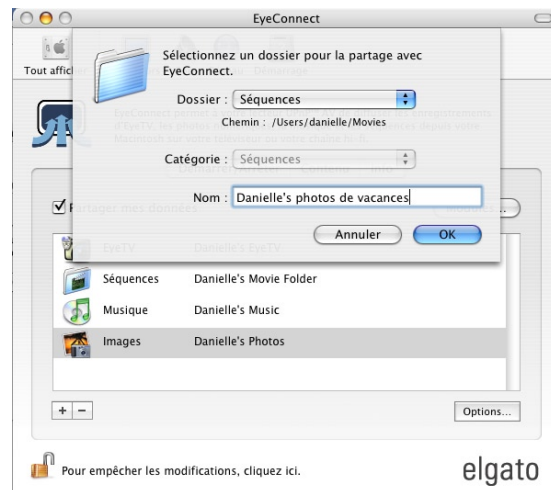 EyeConnect
Tout affic
Sélectionnez un dossier pour la partage avec
EyeConnect.
Dossier : Séquences
Chemin : /Users/danielle/Movies
Catégorie : Séquences
Nom : Danielle's photos de vacances
Annuler
OK
EyeTV Danielle's EyeTV
Séquences Danielle's Movie Folder
Musique Danielle's Music
Images Danielle's Photos
+ -
Options...
Pour empêcher les modifications, cliquez ici.
elgato